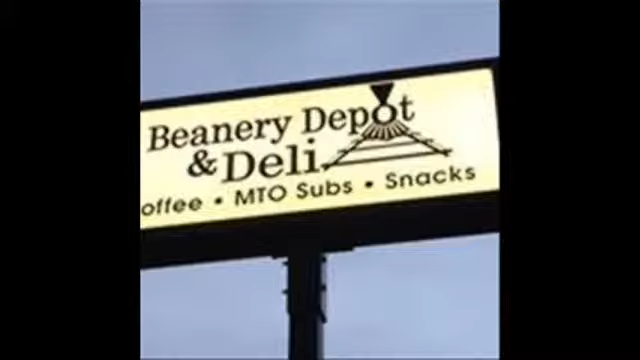 Beanery Depot
& Deli
offee • MTO Subs • Snacks